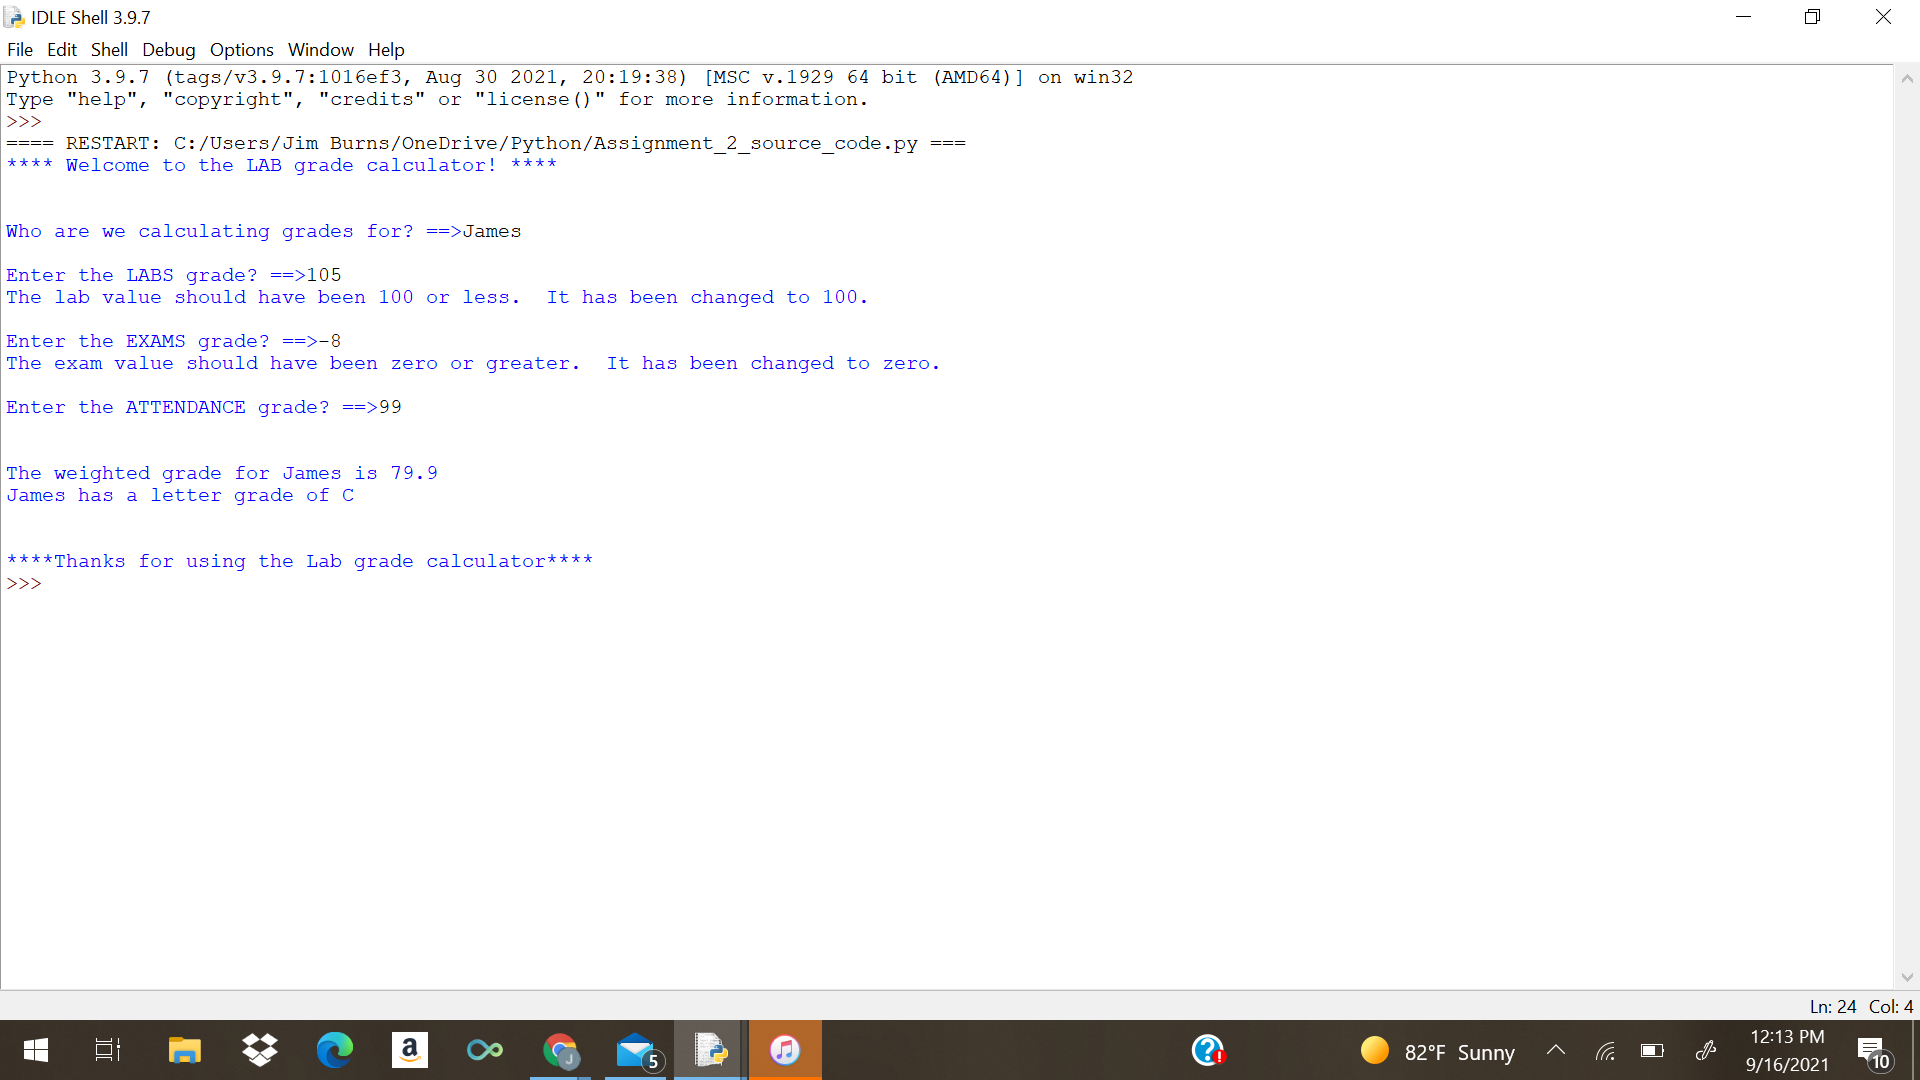 IDLE Shell 3.9.7
File Edit Shell Debug Options Window Help
Python 3.9.7 (tags/v3.9.7:1016ef3, Aug 30 2021, 20:19:38) [MSC v.1929 64 bit (AMD64)] on win32
Type "help", "copyright", "credits" or "license()" for more information.
>>>
==== RESTART: C:/Users/Jim Burns/OneDrive/Python/Assignment_2_source_code.py ===
**** Welcome to the LAB grade calculator! ****
Who are we calculating grades for? ==>James
Enter the LABS grade? ==>105
The lab value should have been 100 or less.  It has been changed to 100.
Enter the EXAMS grade? ==>-8
The exam value should have been zero or greater.  It has been changed to zero.
Enter the ATTENDANCE grade? ==>99
The weighted grade for James is 79.9
James has a letter grade of C
****Thanks for using the Lab grade calculator****
>>>
Ln: 24 Col: 4
a
J
5
?
!
82°F Sunny
12:13 PM
9/16/2021
10